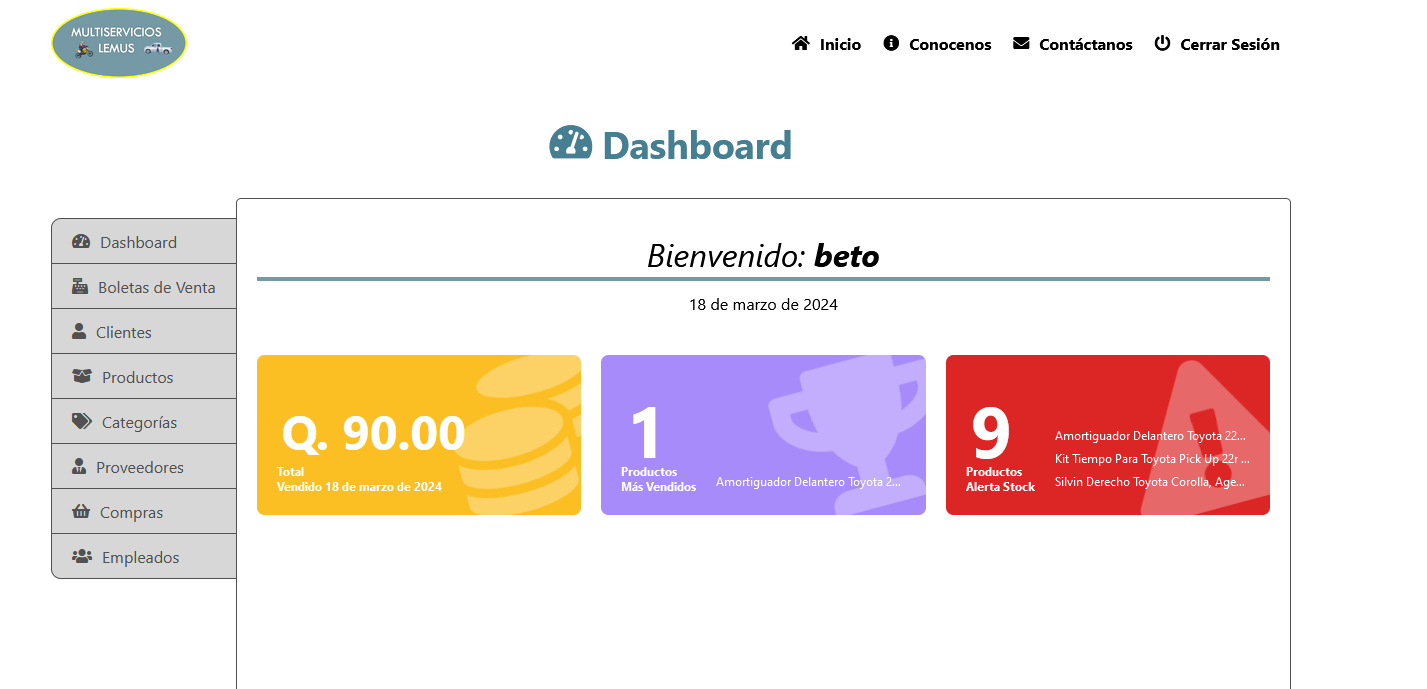 MULTISERVICIOS
LEMUS
Inicio
Conocenos
Contáctanos
Cerrar Sesión
Dashboard
Dashboard
Boletas de Venta
Clientes
Productos
Categorías
Proveedores
Compras
Empleados
Bienvenido: beto
18 de marzo de 2024
Q. 90.00
Total
Vendido 18 de marzo de 2024
1
Productos
Más Vendidos
Amortiguador Delantero Toyota 2...
9
Productos
Alerta Stock
Amortiguador Delantero Toyota 22...
Kit Tiempo Para Toyota Pick Up 22r ...
Silvin Derecho Toyota Corolla, Age...